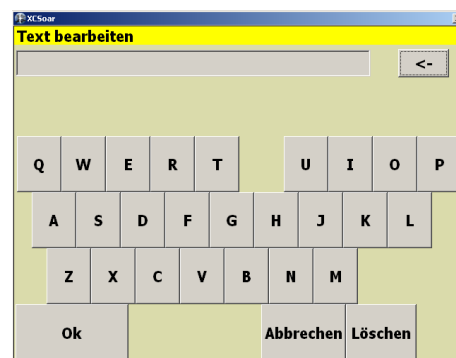 XCSoar
Text bearbeiten
<-
Q W E R T U I O P
A S D F G H J K L
Z X C V B N M
Ok Abbrechen Löschen